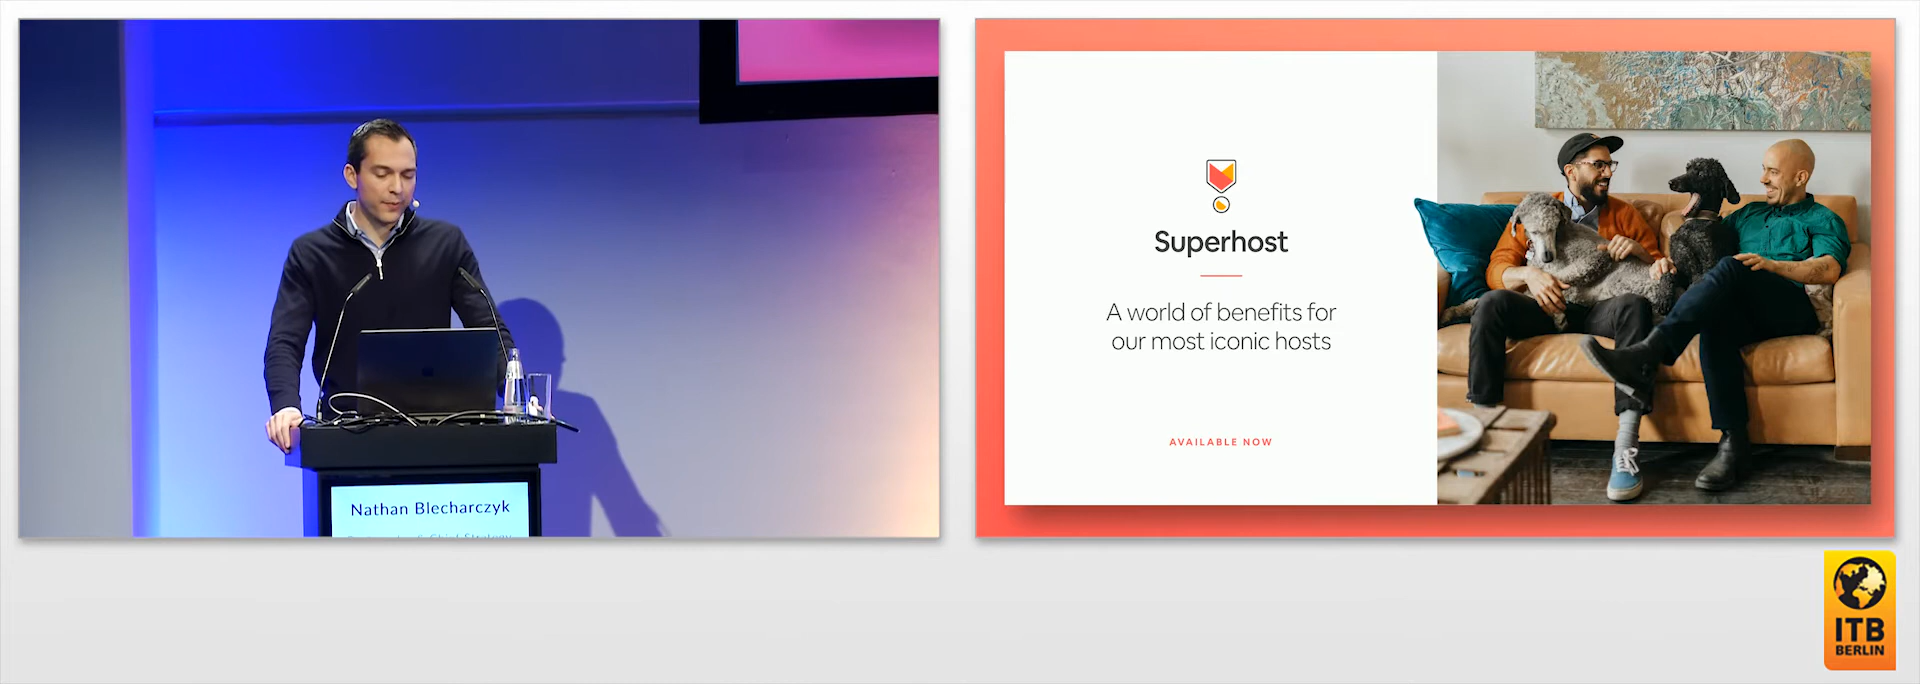 Nathan Blecharczyk
Superhost
A world of benefits for
our most iconic hosts
AVAILABLE NOW
ITB
BERLIN